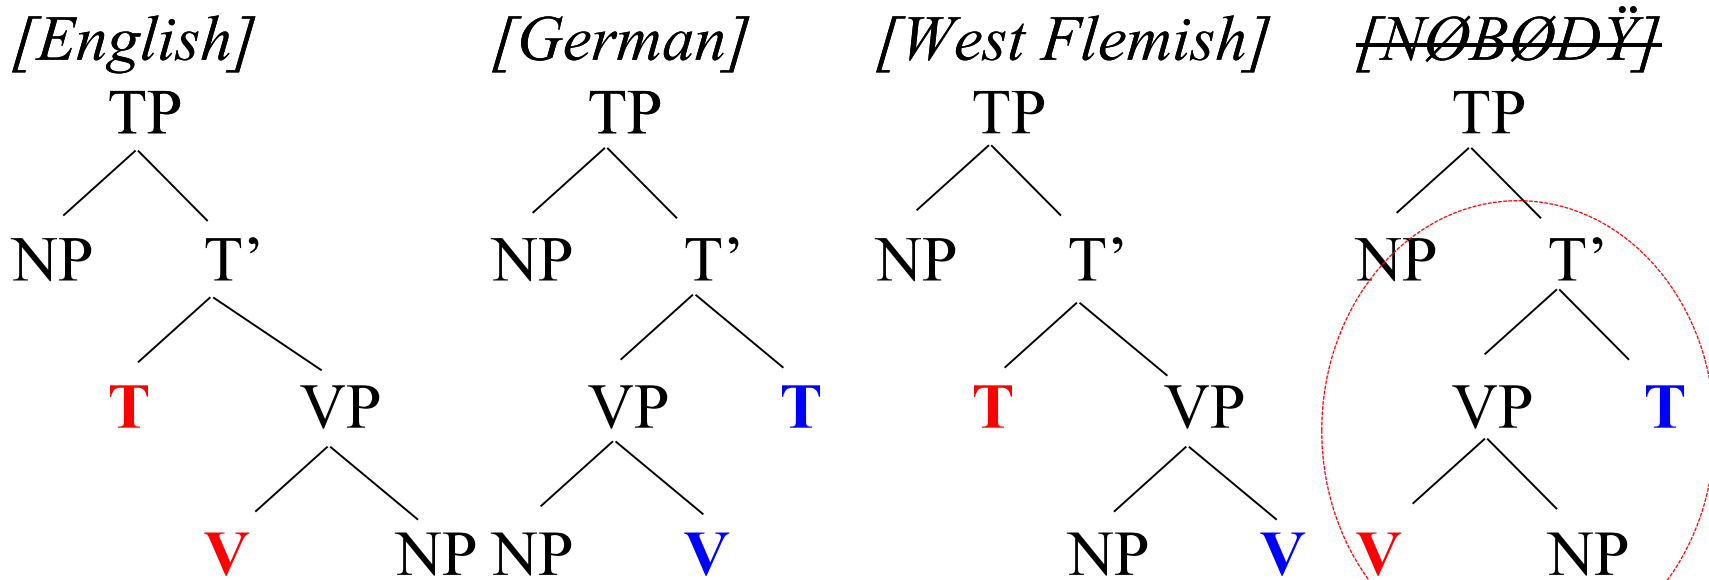 [English] [German] [West Flemish] [NØBØDŸ]
TP TP TP TP
NP T’ NP T’ NP T’ NP T’
T VP VP T T VP VP T
V NP NP V NP V V NP